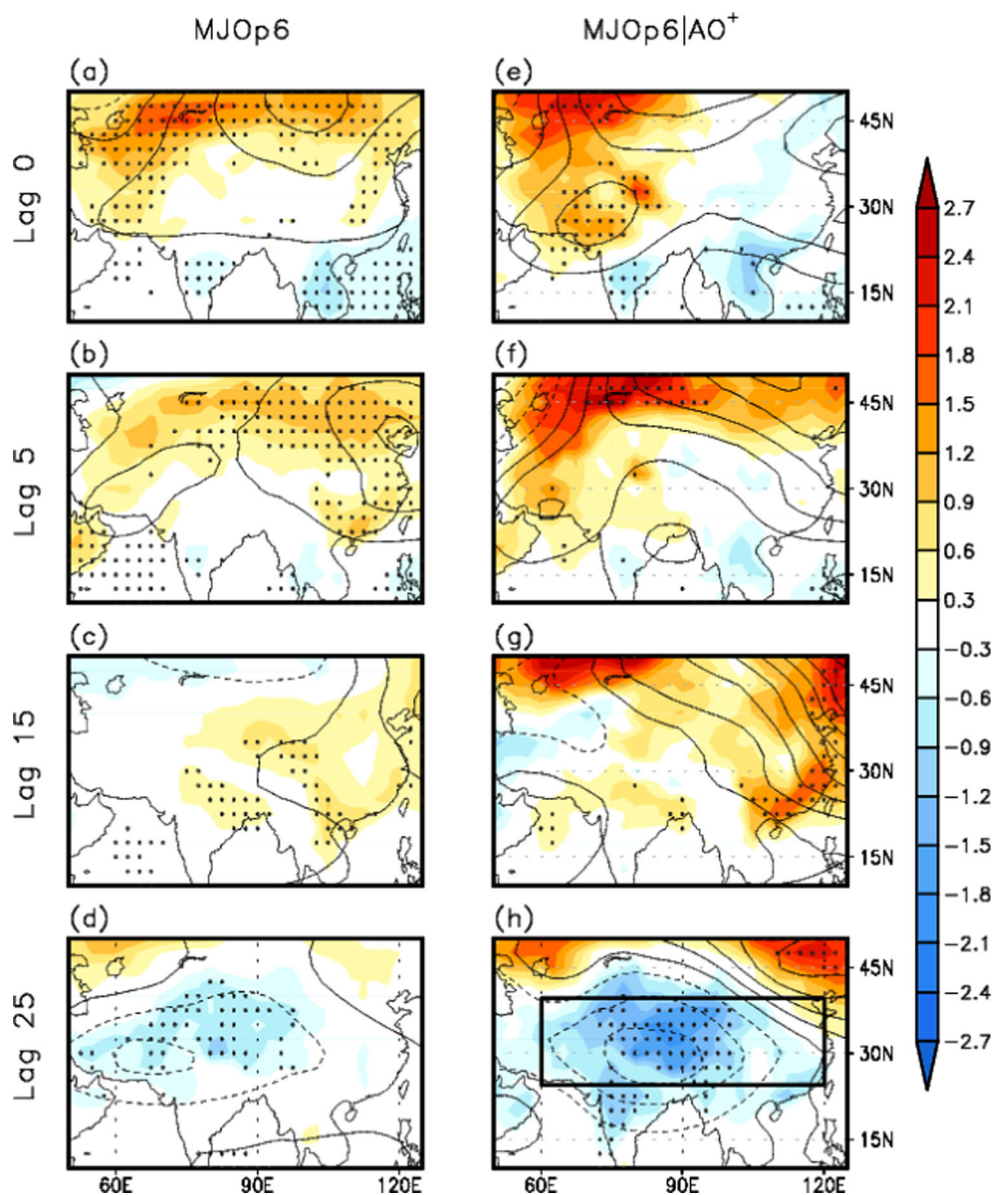 MJOp6 MJOp6|AO+
(a) (e)
Lag 0
45N
30N
15N
(b) (f)
Lag 5
45N
30N
15N
(c) (g)
Lag 15
45N
30N
15N
(d) (h)
Lag 25
45N
30N
15N
60E 90E 120E 60E 90E 120E
2.7
2.4
2.1
1.8
1.5
1.2
0.9
0.6
0.3
−0.3
−0.6
−0.9
−1.2
−1.5
−1.8
−2.1
−2.4
−2.7